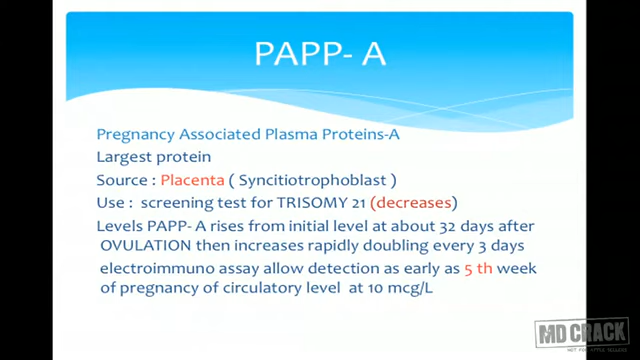 PAPP- A
Pregnancy Associated Plasma Proteins-A
Largest protein
Source : Placenta ( Syncitiotrophoblast )
Use : screening test for TRISOMY 21 (decreases)
Levels PAPP- A rises from initial level at about 32 days after
OVULATION then increases rapidly doubling every 3 days
electroimmuno assay allow detection as early as 5 th week
of pregnancy of circulatory level at 10 mcg/L
MD CRACK